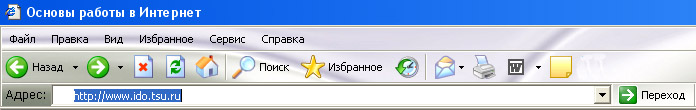 Основы работы в Интернет
Файл Правка Вид Избранное Сервис Справка
Назад Поиск Избранное W
Адрес: http://www.ido.tsu.ru Переход